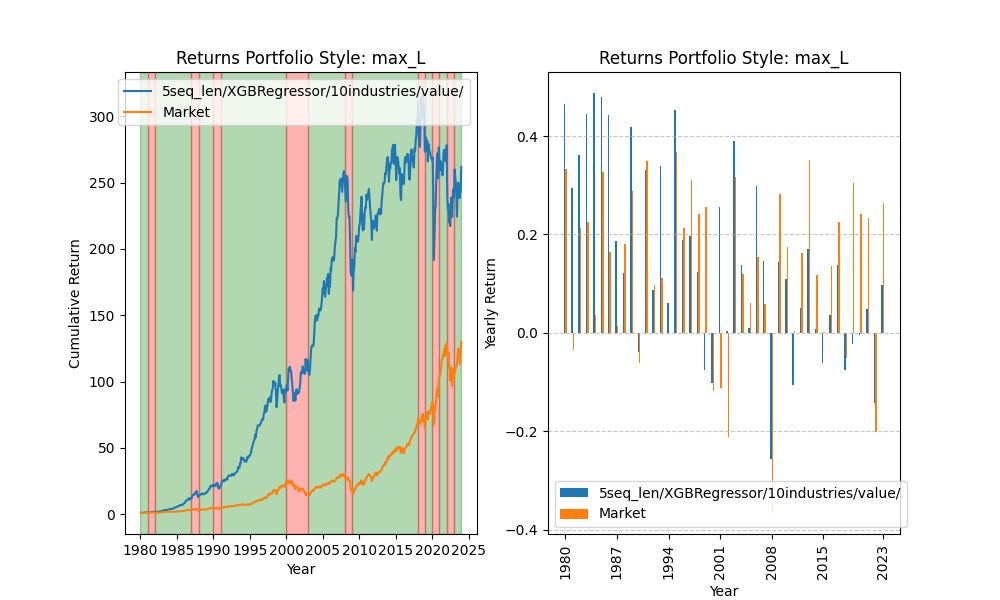 Returns Portfolio Style: max_L
5seq_len/XGBRegressor/10industries/value/
Market
Cumulative Return
300
250
200
150
100
50
0
1980 1985 1990 1995 2000 2005 2010 2015 2020 2025
Year
Returns Portfolio Style: max_L
Yearly Return
0.4
0.2
0.0
−0.2
−0.4
5seq_len/XGBRegressor/10industries/value/
Market
1980 1987 1994 2001 2008 2015 2023
Year